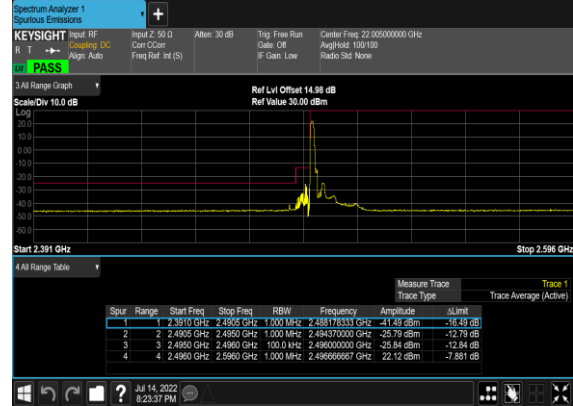 Spectrum Analyzer 1
Spurious Emissions
+
KEYSIGHT Input: RF Input Z: 50 Ω Atten: 30 dB Trig: Free Run Center Freq: 22.005000000 GHz
R T Coupling: DC Corr CCorr Gate: Off Avg|Hold: 100/100
Align: Auto Freq Ref: Int (S) IF Gain: Low Radio Std: None
LXI PASS
3 All Range Graph
Ref Lvl Offset 14.98 dB
Scale/Div 10.0 dB Ref Value 30.00 dBm
Log
20.0
10.0
0.00
-10.0
-20.0
-30.0
-40.0
-50.0
-60.0
Start 2.391 GHz Stop 2.596 GHz
4 All Range Table
Measure Trace Trace 1
Trace Type Trace Average (Active)
Spur Range Start Freq Stop Freq RBW Frequency Amplitude ΔLimit
1 1 2.3910 GHz 2.4905 GHz 1.000 MHz 2.488178333 GHz -41.49 dBm -16.49 dB
2 2 2.4905 GHz 2.4950 GHz 1.000 MHz 2.494370000 GHz -25.79 dBm -12.79 dB
3 3 2.4950 GHz 2.4960 GHz 100.0 kHz 2.496000000 GHz -25.84 dBm -12.84 dB
4 4 2.4960 GHz 2.5960 GHz 1.000 MHz 2.496666667 GHz 22.12 dBm -7.881 dB
? Jul 14, 2022
8:23:37 PM